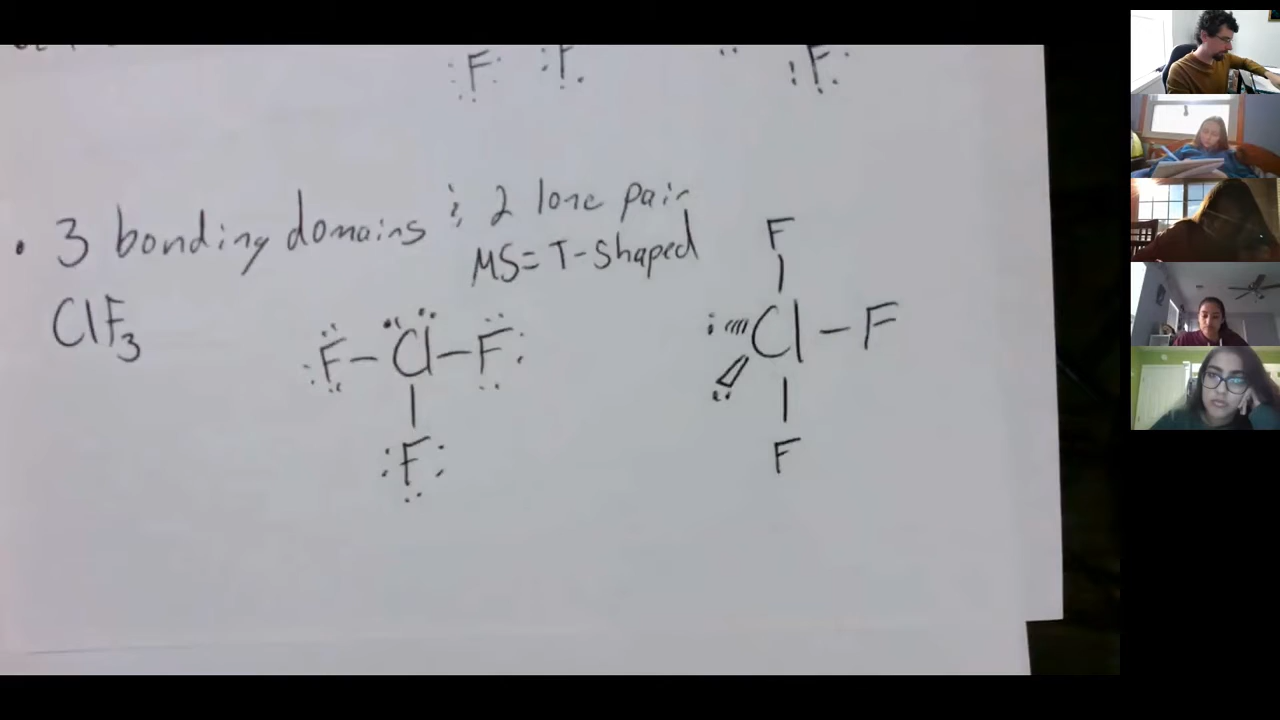 :F: :F: :F:
• 3 bonding domains & 2 lone pair
MS = T-Shaped
ClF3
F
:F - Cl - F:
Cl - F
:F:
F